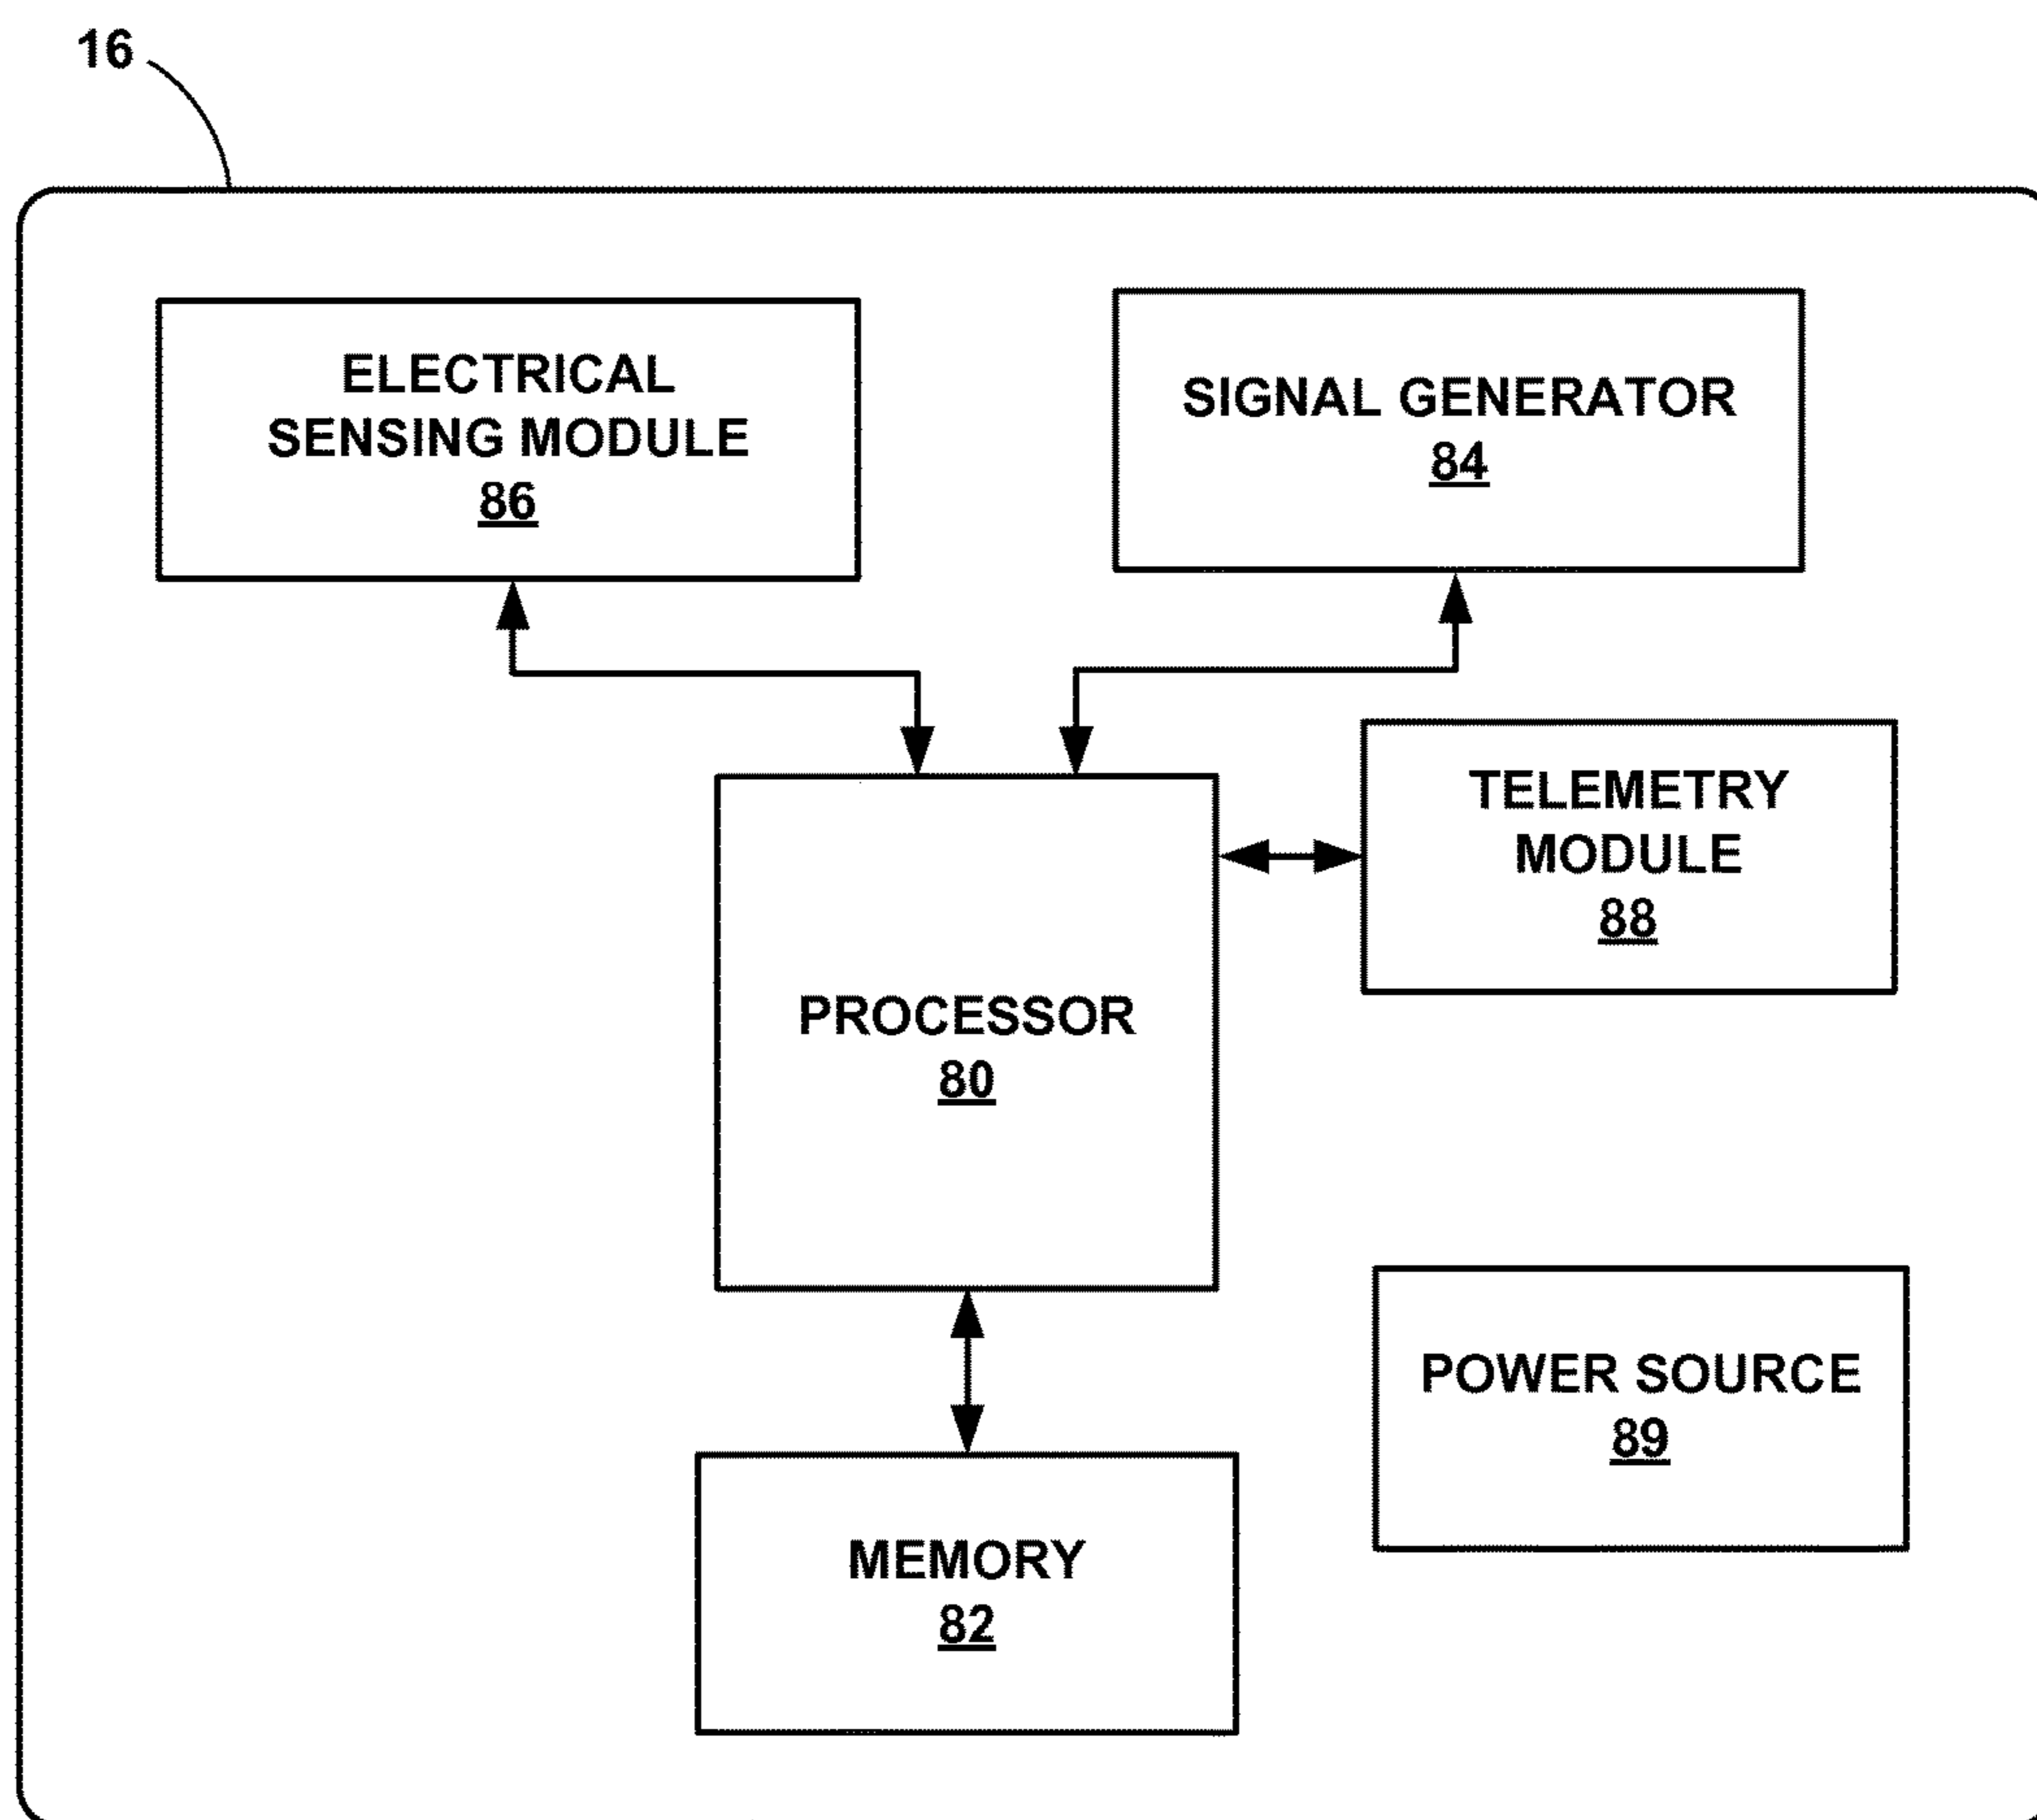 16
ELECTRICAL
SENSING MODULE
86
SIGNAL GENERATOR
84
TELEMETRY
MODULE
88
PROCESSOR
80
POWER SOURCE
89
MEMORY
82